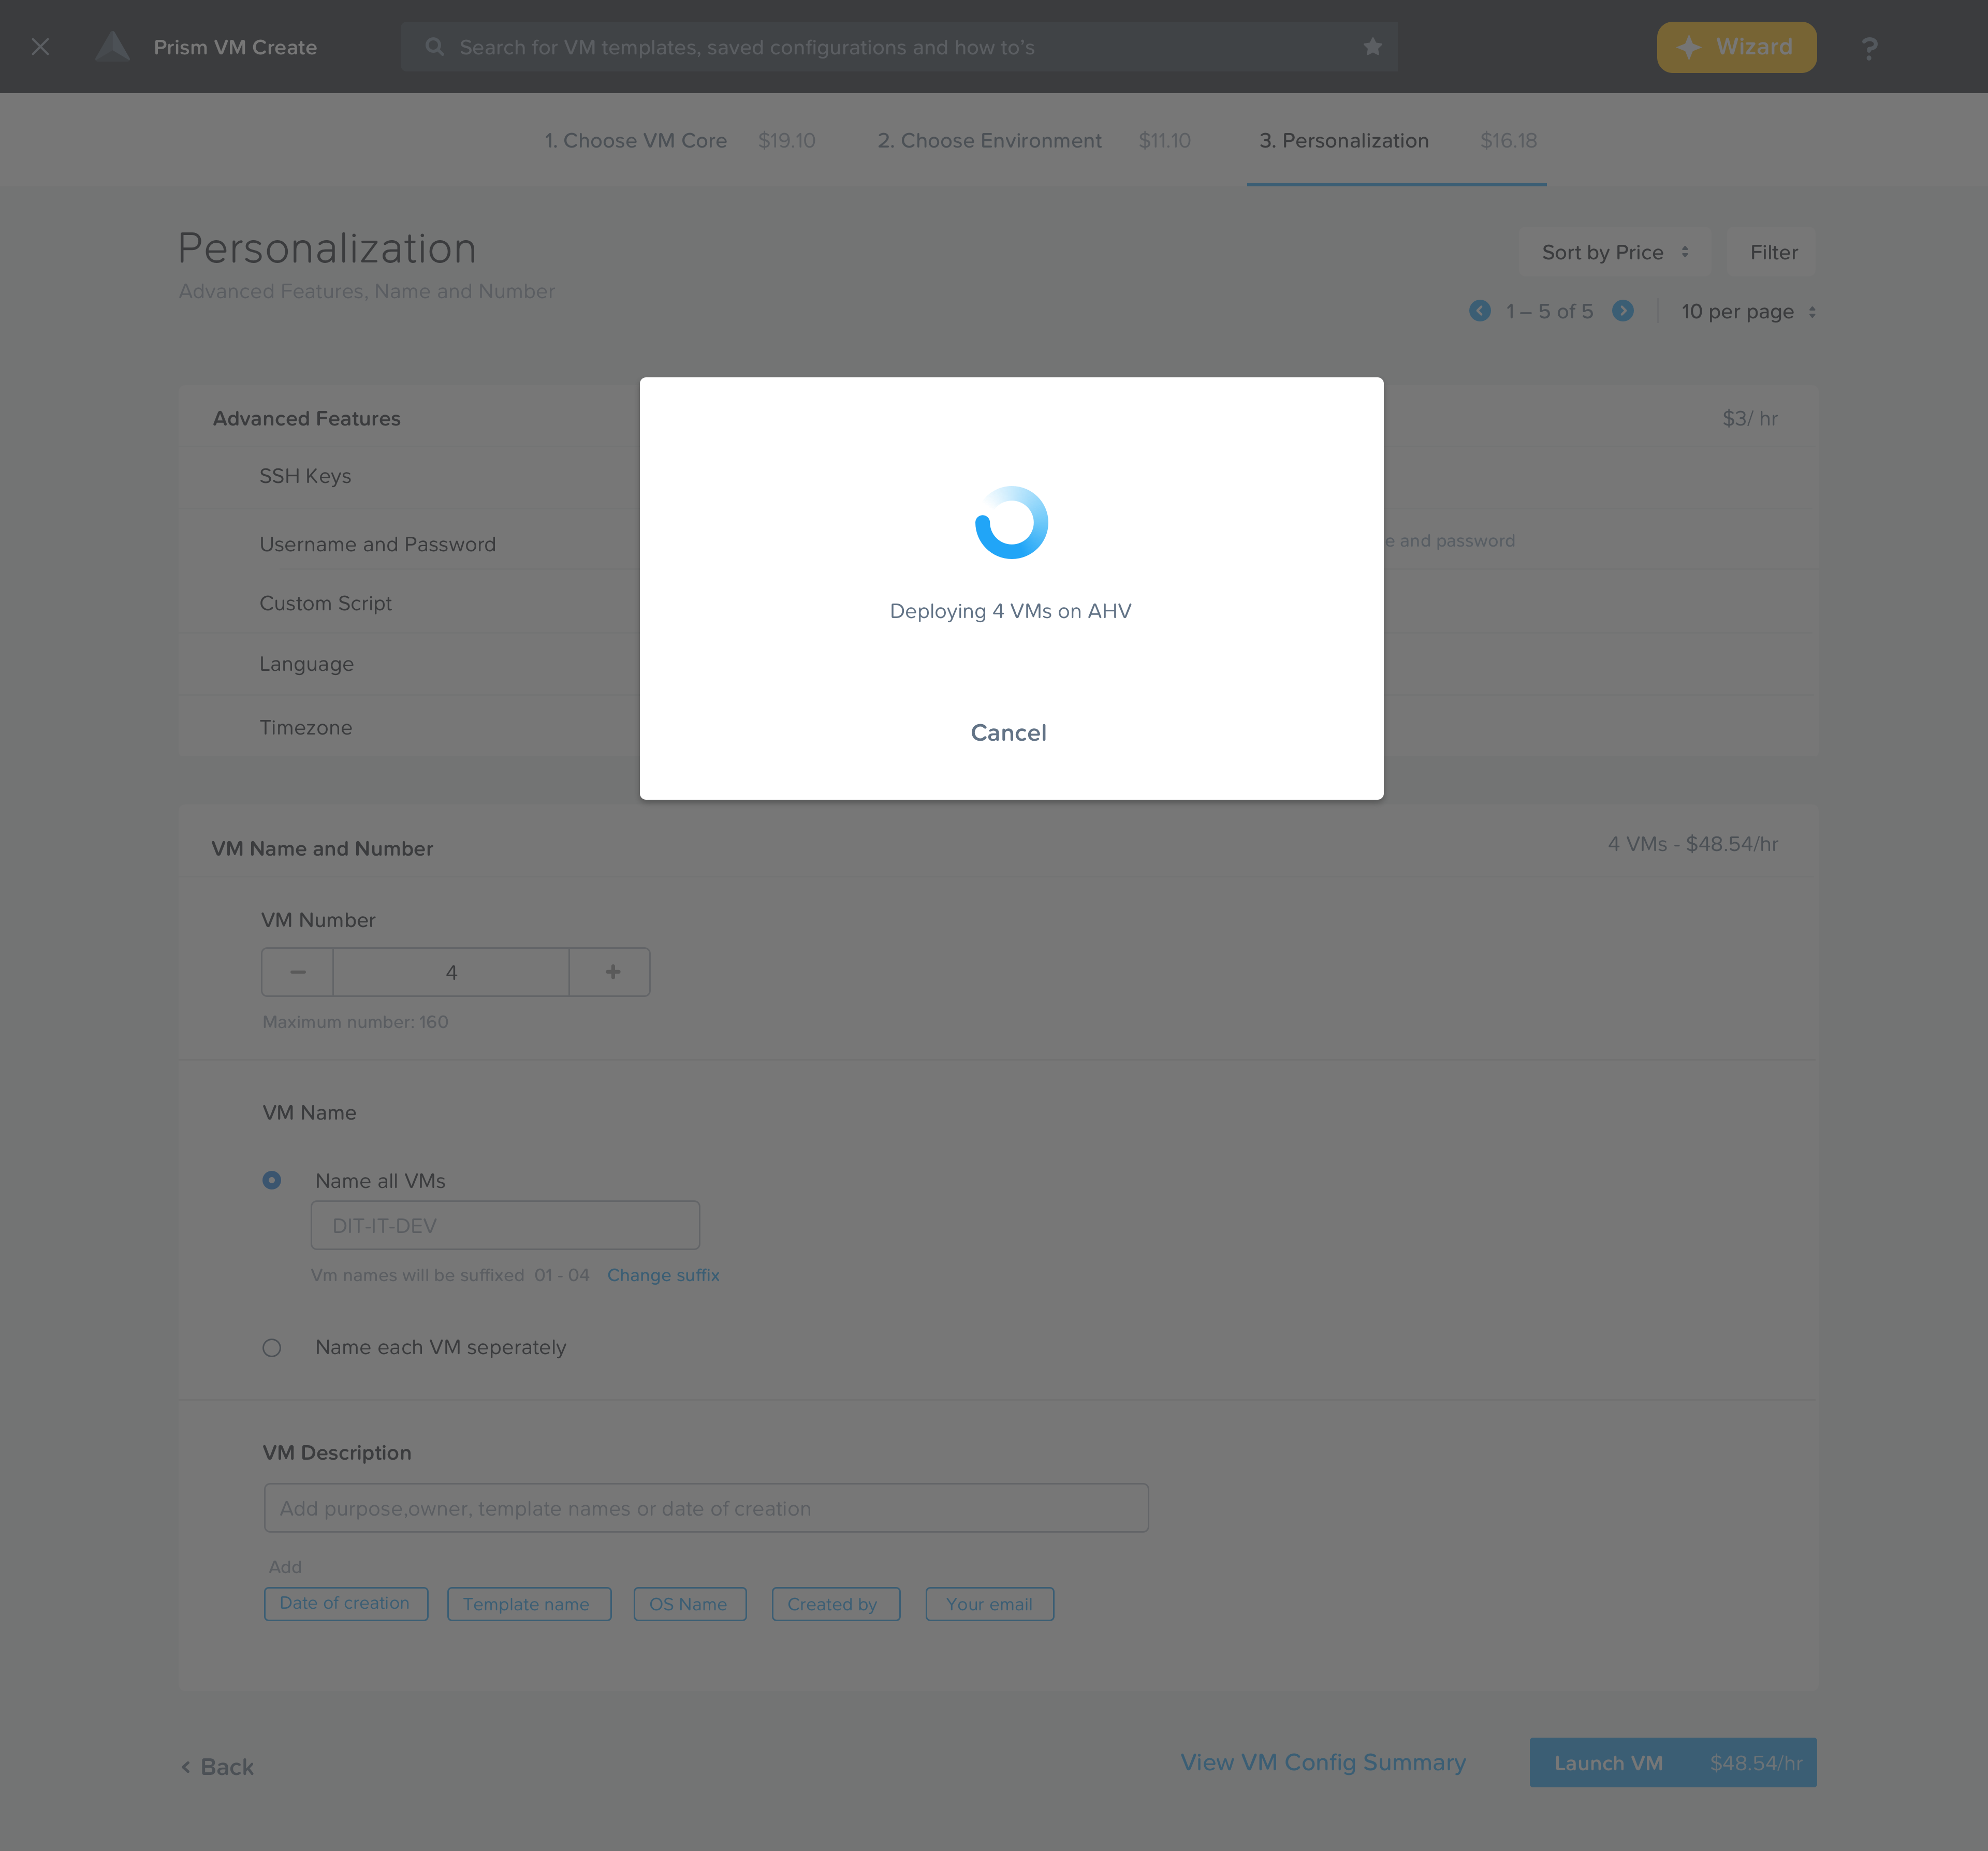 Prism VM Create
Search for VM templates, saved configurations and how to's
Wizard
?
1. Choose VM Core $19.10
2. Choose Environment $11.10
3. Personalization $16.18
Personalization
Advanced Features, Name and Number
Sort by Price
Filter
1 – 5 of 5
10 per page
Advanced Features
$3/ hr
SSH Keys
Username and Password
e and password
Custom Script
Language
Timezone
Deploying 4 VMs on AHV
Cancel
VM Name and Number
4 VMs - $48.54/hr
VM Number
4
Maximum number: 160
VM Name
Name all VMs
DIT-IT-DEV
Vm names will be suffixed 01 - 04 Change suffix
Name each VM seperately
VM Description
Add purpose,owner, template names or date of creation
Add
Date of creation
Template name
OS Name
Created by
Your email
Back
View VM Config Summary
Launch VM $48.54/hr